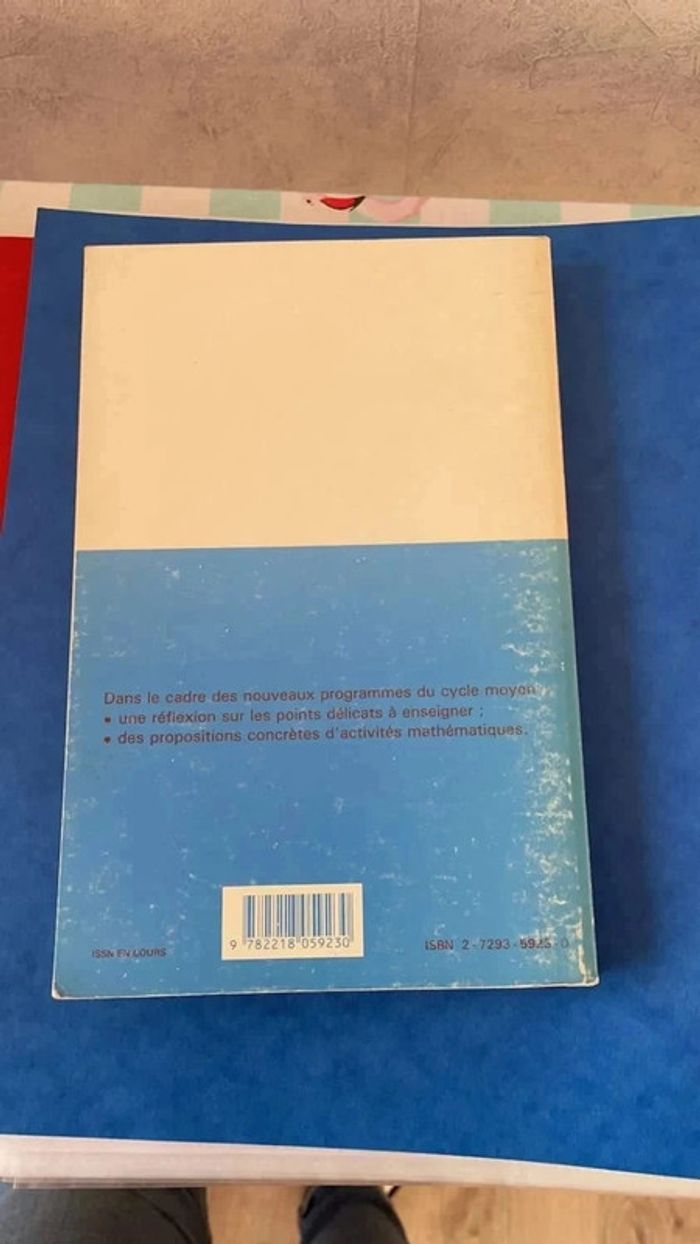 Dans le cadre des nouveaux programmes du cycle moyen
• une réflexion sur les points délicats à enseigner ;
• des propositions concrètes d'activités mathématiques.
9 782218 059230
ISSN EN COURS
ISBN 2-7293-5923-0